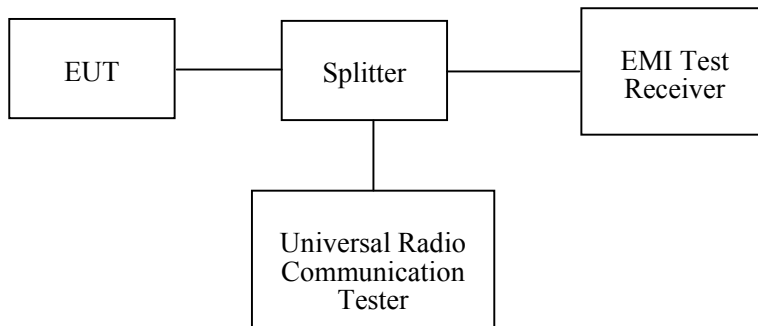 EUT
Splitter
EMI Test
Receiver
Universal Radio
Communication
Tester